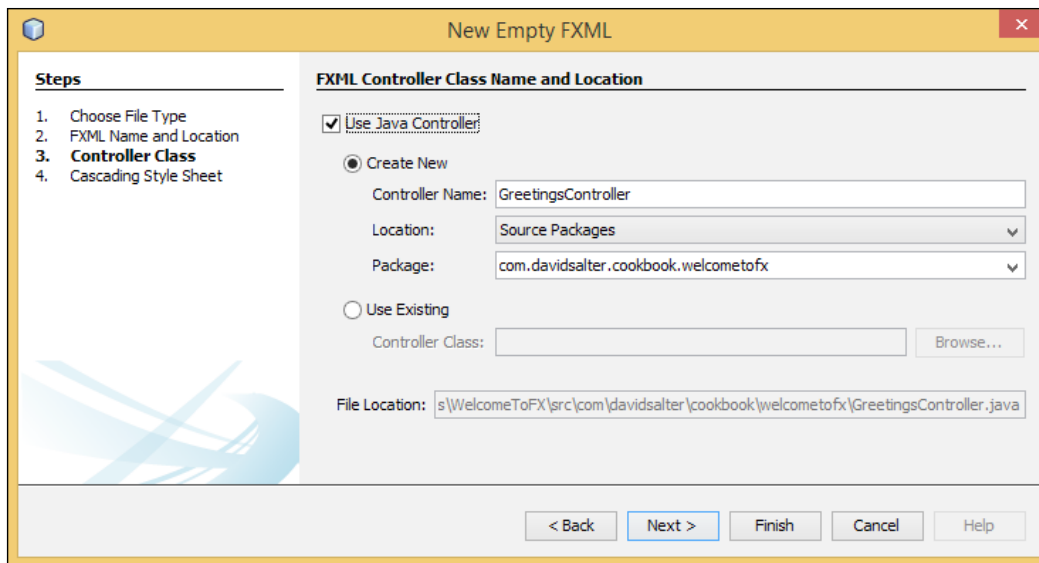 New Empty FXML
Steps
1. Choose File Type
2. FXML Name and Location
3. Controller Class
4. Cascading Style Sheet
FXML Controller Class Name and Location
Use Java Controller
Create New
Controller Name: GreetingsController
Location: Source Packages
Package: com.davidsalter.cookbook.welcometofx
Use Existing
Controller Class:
Browse...
File Location: s\WelcomeToFX\src\com\davidsalter\cookbook\welcometofx\GreetingsController.java
< Back Next > Finish Cancel Help